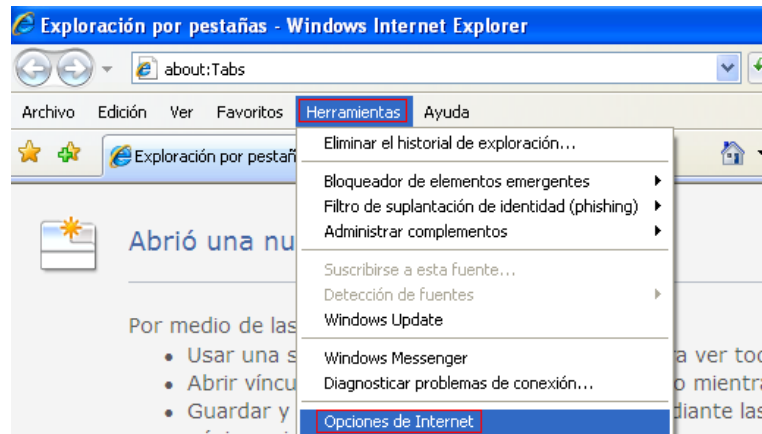 Exploración por pestañas - Windows Internet Explorer
about:Tabs
Archivo Edición Ver Favoritos Herramientas Ayuda
Exploración por pestañ
Eliminar el historial de exploración...
Bloqueador de elementos emergentes
Filtro de suplantación de identidad (phishing)
Administrar complementos
Suscribirse a esta fuente...
Detección de fuentes
Windows Update
Windows Messenger
Diagnosticar problemas de conexión...
Opciones de Internet
Abrió una nu
Por medio de las
• Usar una s a ver tod
• Abrir víncu o mientra
• Guardar y diante las